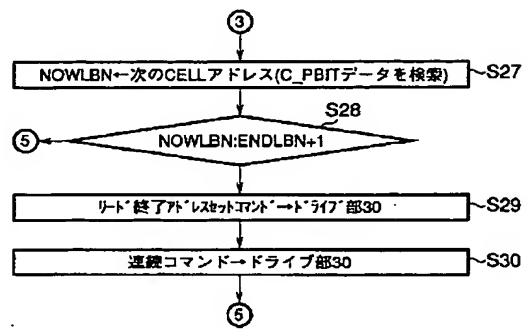 ③
NOWLBN←次のCELLアドレス(C_PBITデータを検索) S27
S28
⑤ NOWLBN:ENDLBN+1
ﾘｰﾄﾞ終了ｱﾄﾞﾚｽｾｯﾄｺﾏﾝﾄﾞ→ﾄﾞﾗｲﾌﾞ部30 S29
連続コマンド→ドライブ部30 S30
⑤